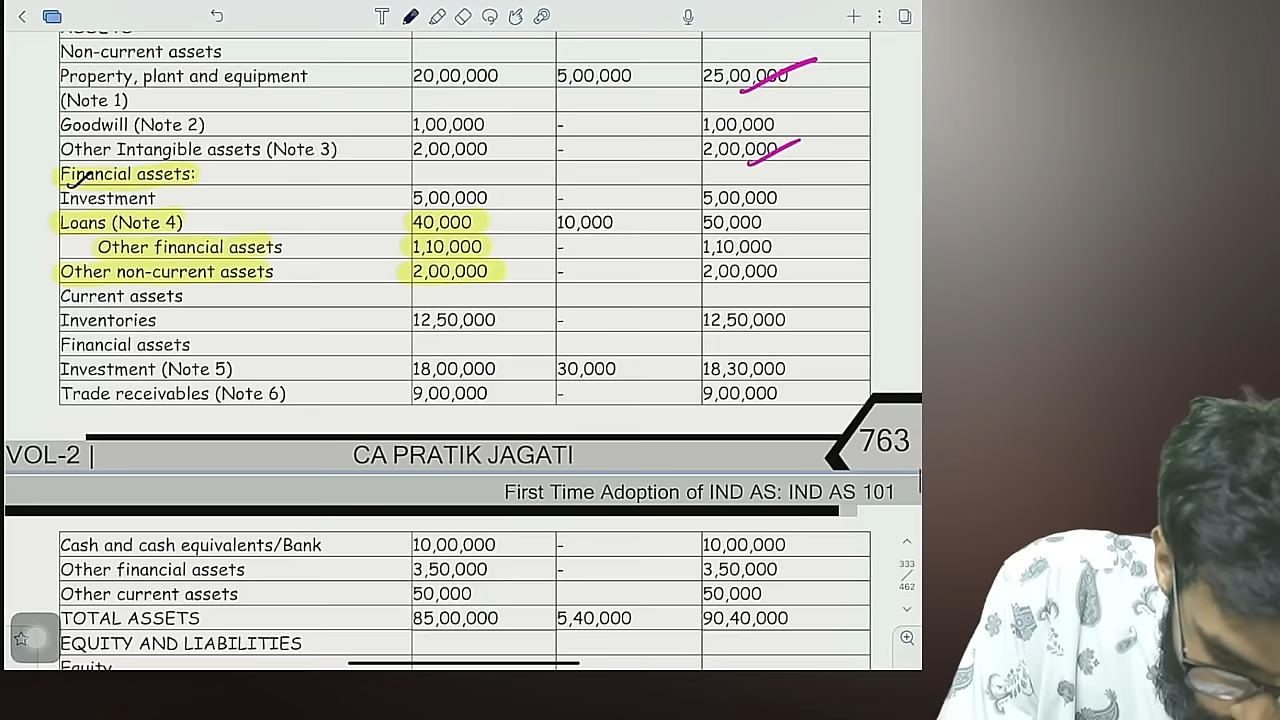 Non-current assets
Property, plant and equipment 20,00,000 5,00,000 25,00,000
(Note 1)
Goodwill (Note 2) 1,00,000 - 1,00,000
Other Intangible assets (Note 3) 2,00,000 - 2,00,000
Financial assets:
Investment 5,00,000 - 5,00,000
Loans (Note 4) 40,000 10,000 50,000
Other financial assets 1,10,000 - 1,10,000
Other non-current assets 2,00,000 - 2,00,000
Current assets
Inventories 12,50,000 - 12,50,000
Financial assets
Investment (Note 5) 18,00,000 30,000 18,30,000
Trade receivables (Note 6) 9,00,000 - 9,00,000
VOL-2 | CA PRATIK JAGATI 763
First Time Adoption of IND AS: IND AS 101
Cash and cash equivalents/Bank 10,00,000 - 10,00,000
Other financial assets 3,50,000 - 3,50,000
Other current assets 50,000 50,000
TOTAL ASSETS 85,00,000 5,40,000 90,40,000
EQUITY AND LIABILITIES
Equity
333
/
462